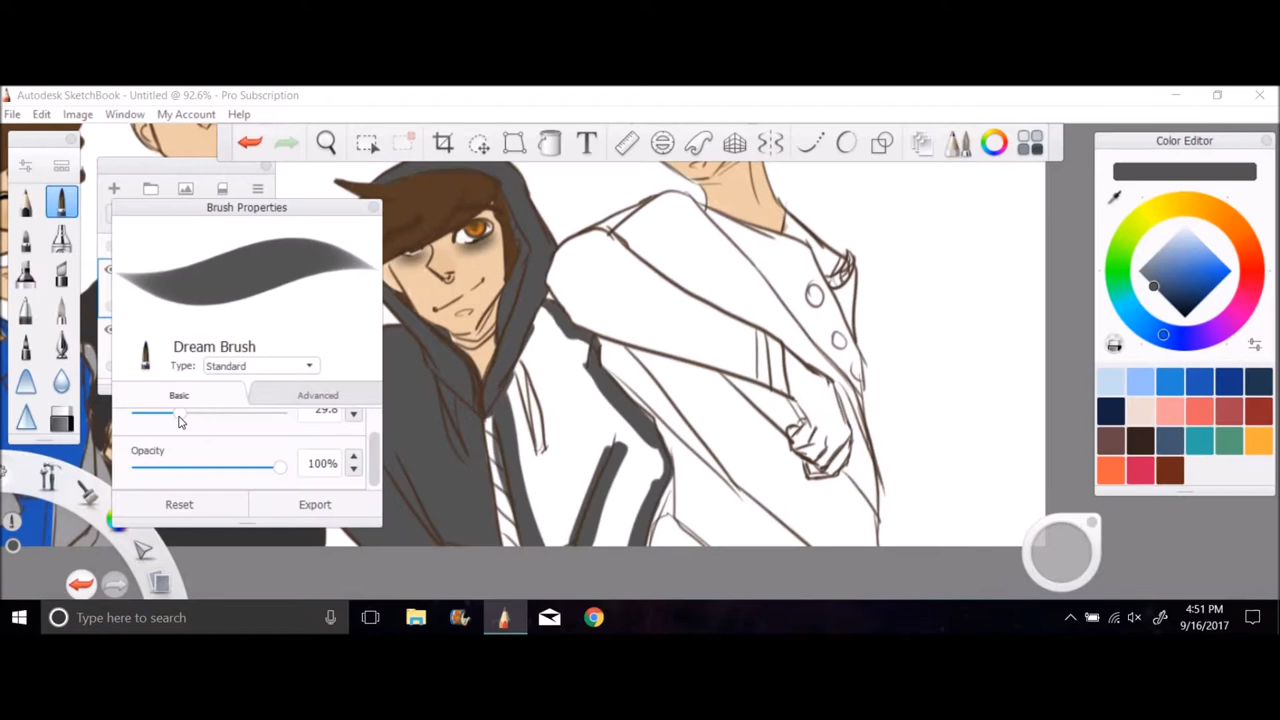 Autodesk SketchBook - Untitled @ 92.6% - Pro Subscription
File Edit Image Window My Account Help
Color Editor
Brush Properties
Dream Brush
Type: Standard
Basic Advanced
29.8
Opacity
100%
Reset Export
Type here to search
4:51 PM
9/16/2017